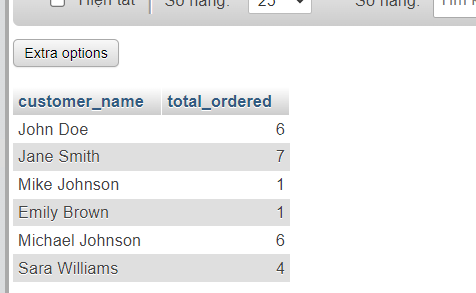 Hiện tất Số hàng: 25 Số hàng:
Extra options
customer_name total_ordered
John Doe 6
Jane Smith 7
Mike Johnson 1
Emily Brown 1
Michael Johnson 6
Sara Williams 4